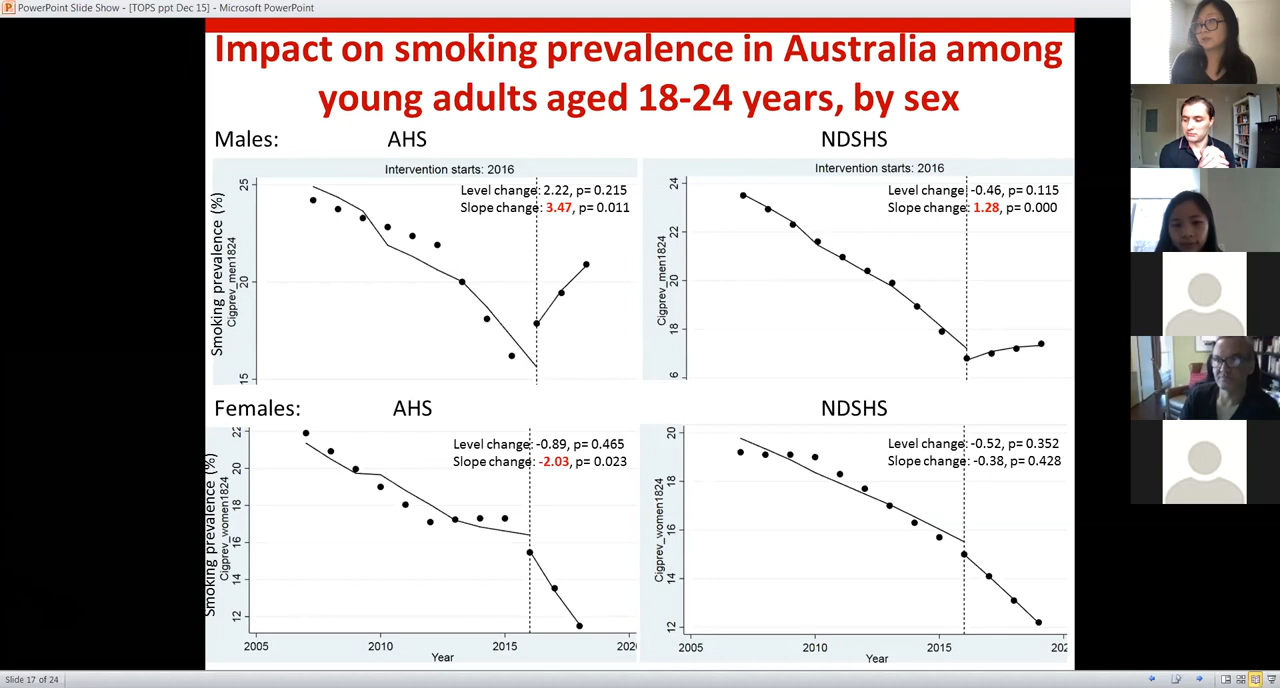 PowerPoint Slide Show - [TOPS ppt Dec 15] - Microsoft PowerPoint
Impact on smoking prevalence in Australia among
young adults aged 18-24 years, by sex
Males:
AHS
NDSHS
Intervention starts: 2016
Level change: 2.22, p= 0.215
Slope change: 3.47, p= 0.011
Smoking prevalence (%)
Cigprev_men1824
25
20
15
Intervention starts: 2016
Level change: -0.46, p= 0.115
Slope change: 1.28, p= 0.000
Cigprev_men1824
24
22
20
18
6
Females:
AHS
NDSHS
Level change: -0.89, p= 0.465
Slope change: -2.03, p= 0.023
Smoking prevalence (%)
Cigprev_women1824
22
20
18
16
14
12
2005
2010
2015
2020
Year
Level change: -0.52, p= 0.352
Slope change: -0.38, p= 0.428
Cigprev_women1824
20
18
16
14
12
2005
2010
2015
202
Year
Slide 17 of 24